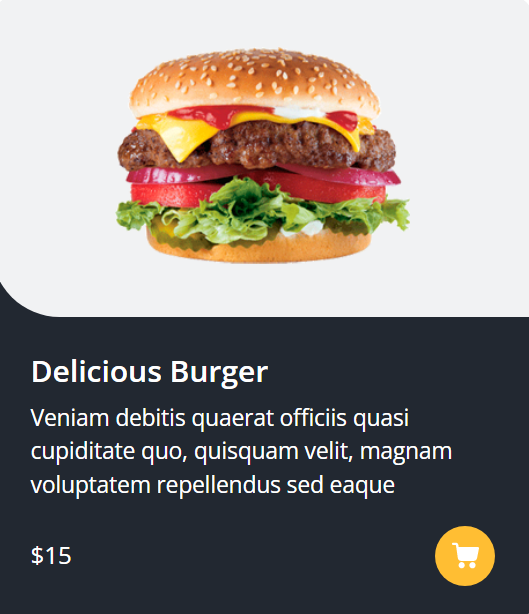 Delicious Burger
Veniam debitis quaerat officiis quasi
cupiditate quo, quisquam velit, magnam
voluptatem repellendus sed eaque
$15